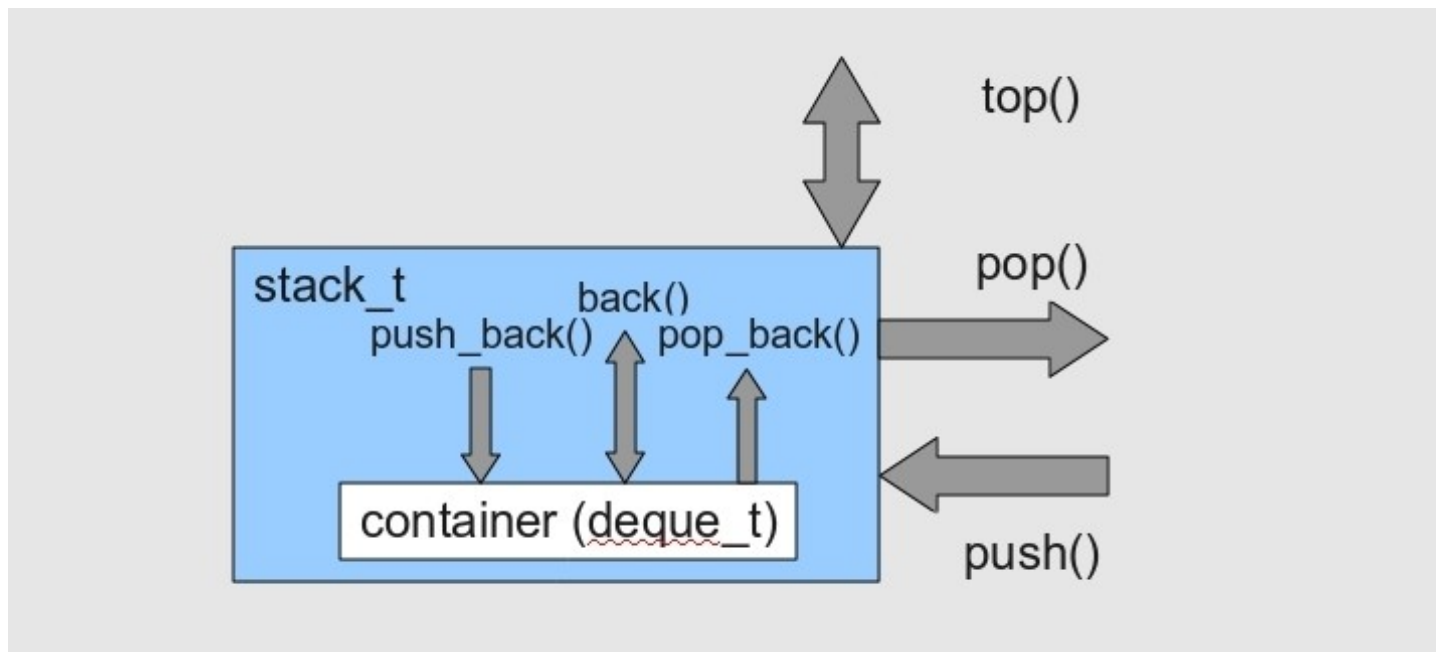 top()
pop()
stack_t
back()
push_back()
pop_back()
container (deque_t)
push()